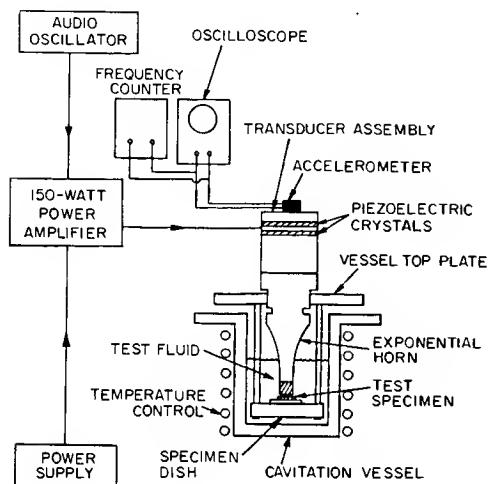 AUDIO
OSCILLATOR
OSCILLOSCOPE
FREQUENCY
COUNTER
TRANSDUCER ASSEMBLY
ACCELEROMETER
150-WATT
POWER
AMPLIFIER
PIEZOELECTRIC
CRYSTALS
VESSEL TOP PLATE
EXPONENTIAL
HORN
TEST FLUID
TEST
SPECIMEN
TEMPERATURE
CONTROL
POWER
SUPPLY
SPECIMEN
DISH
CAVITATION VESSEL